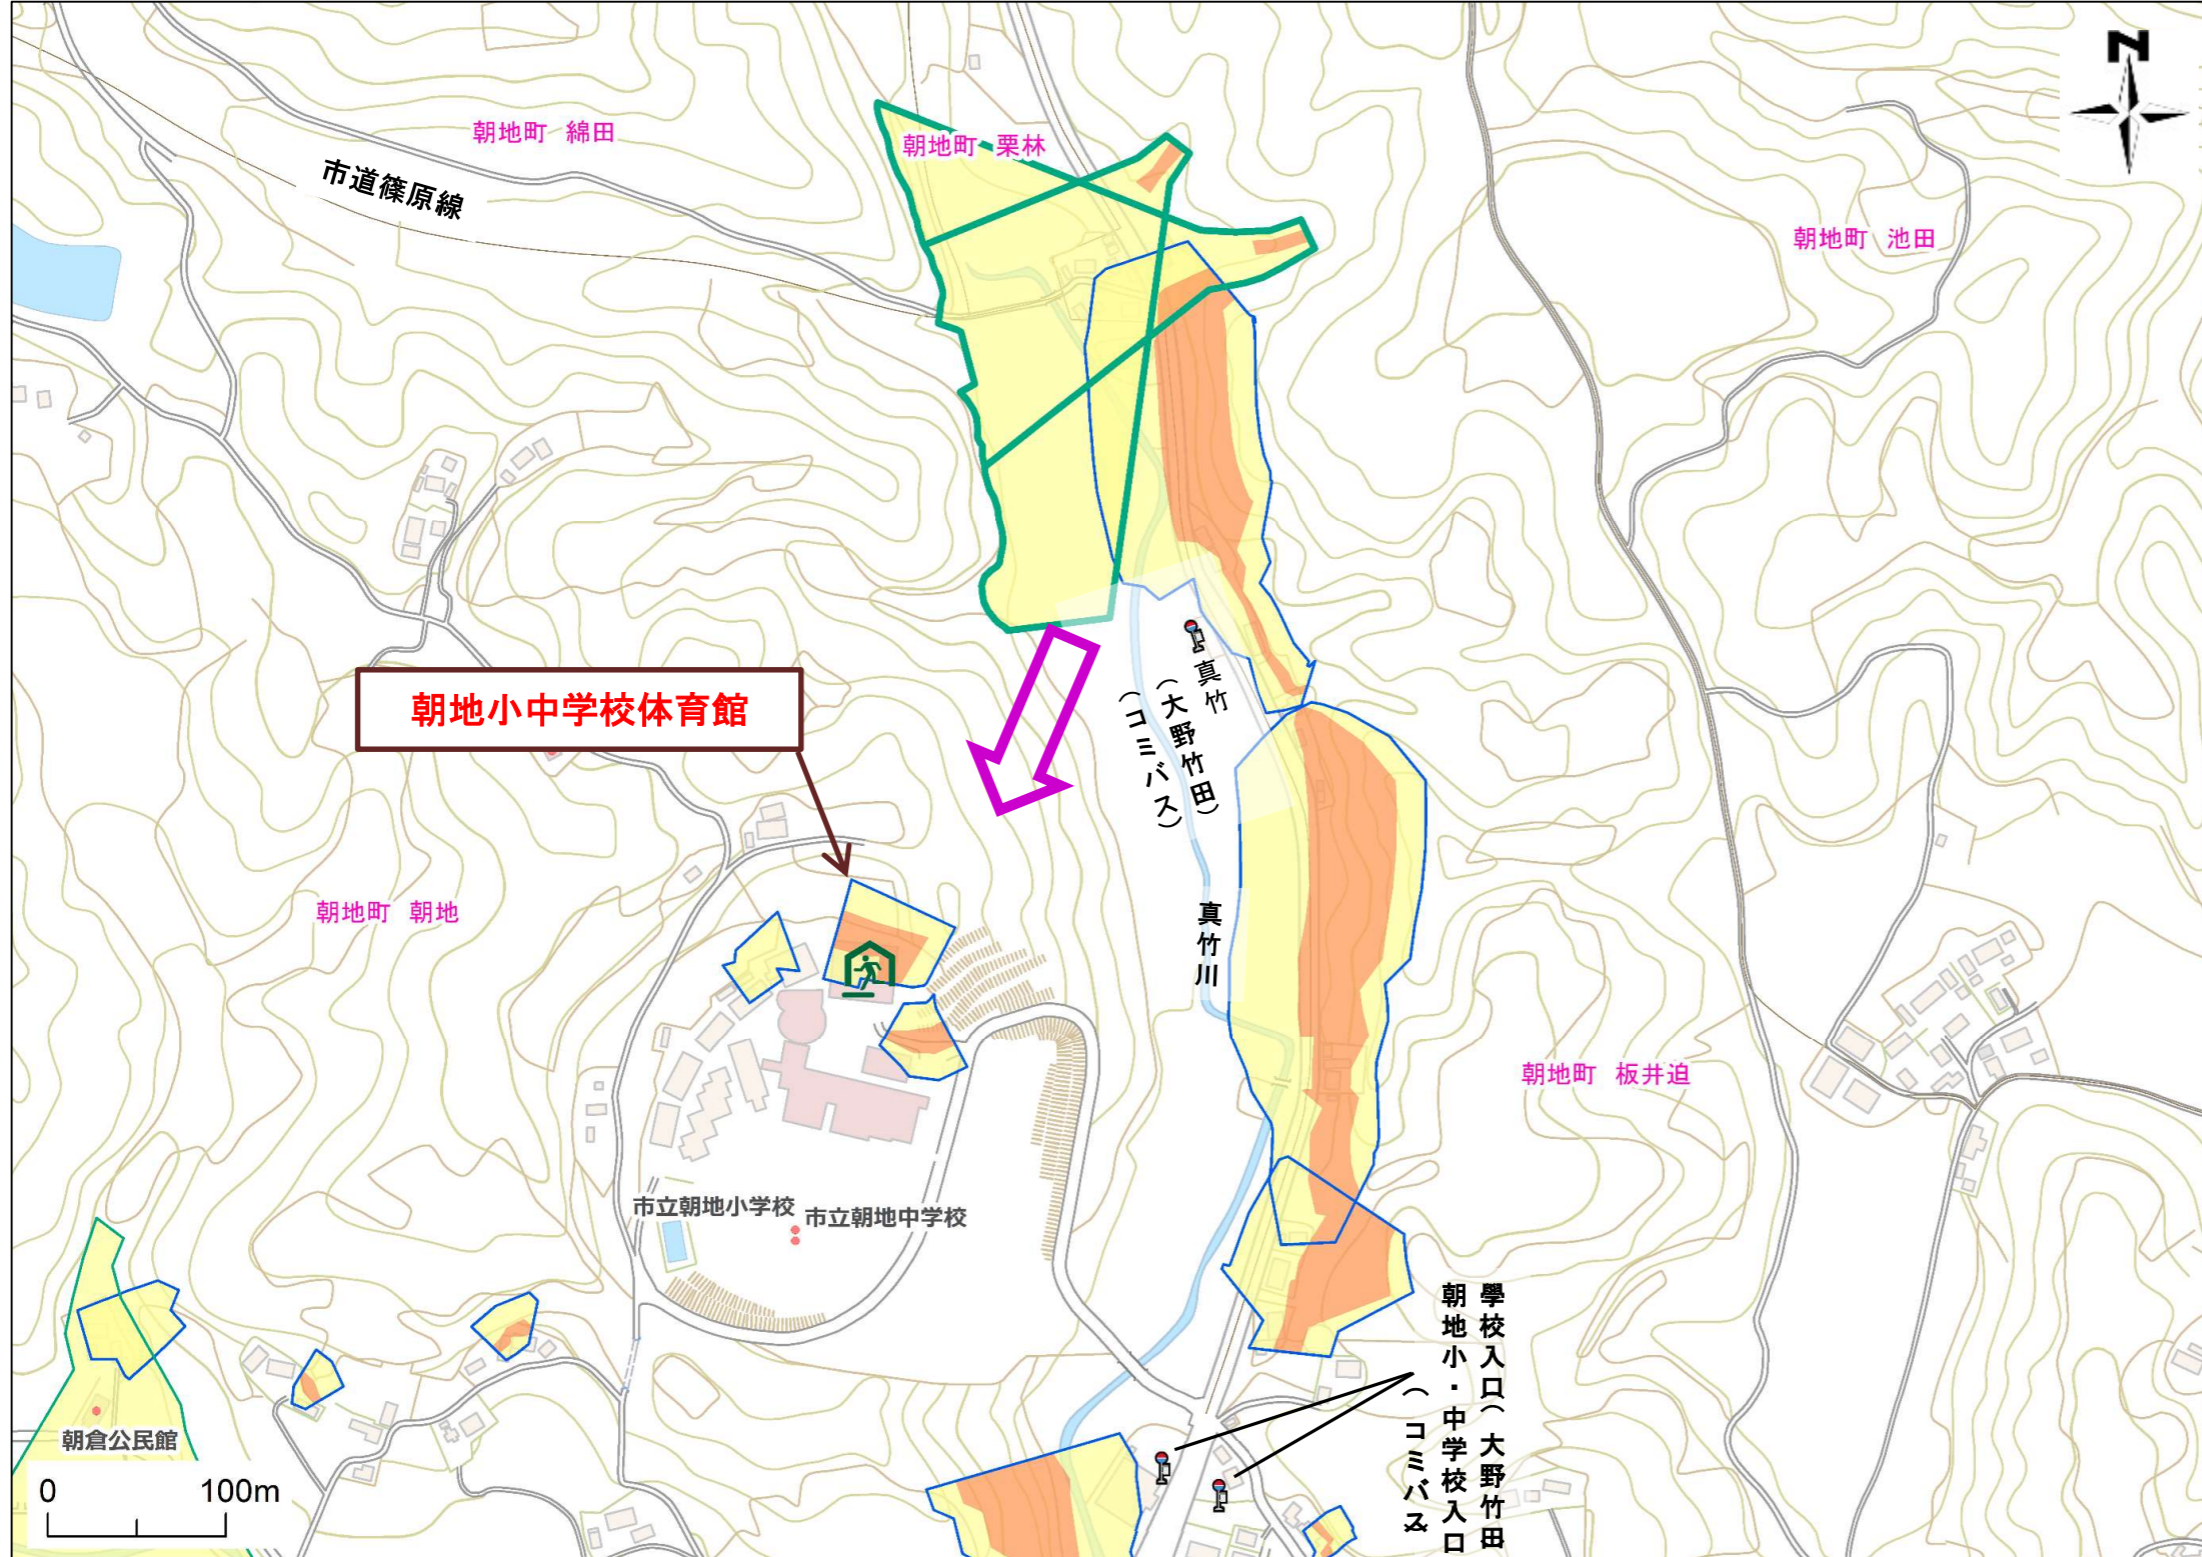 N
朝地町 綿田
朝地町 栗林
市道篠原線
朝地町 池田
朝地小中学校体育館
真竹
（大野竹田）
（コミバス）
真竹川
朝地町 朝地
朝地町 板井迫
市立朝地小学校
市立朝地中学校
學校入口（大野竹田
朝地小・中学校入口
（コミバス
朝倉公民館
0 100m